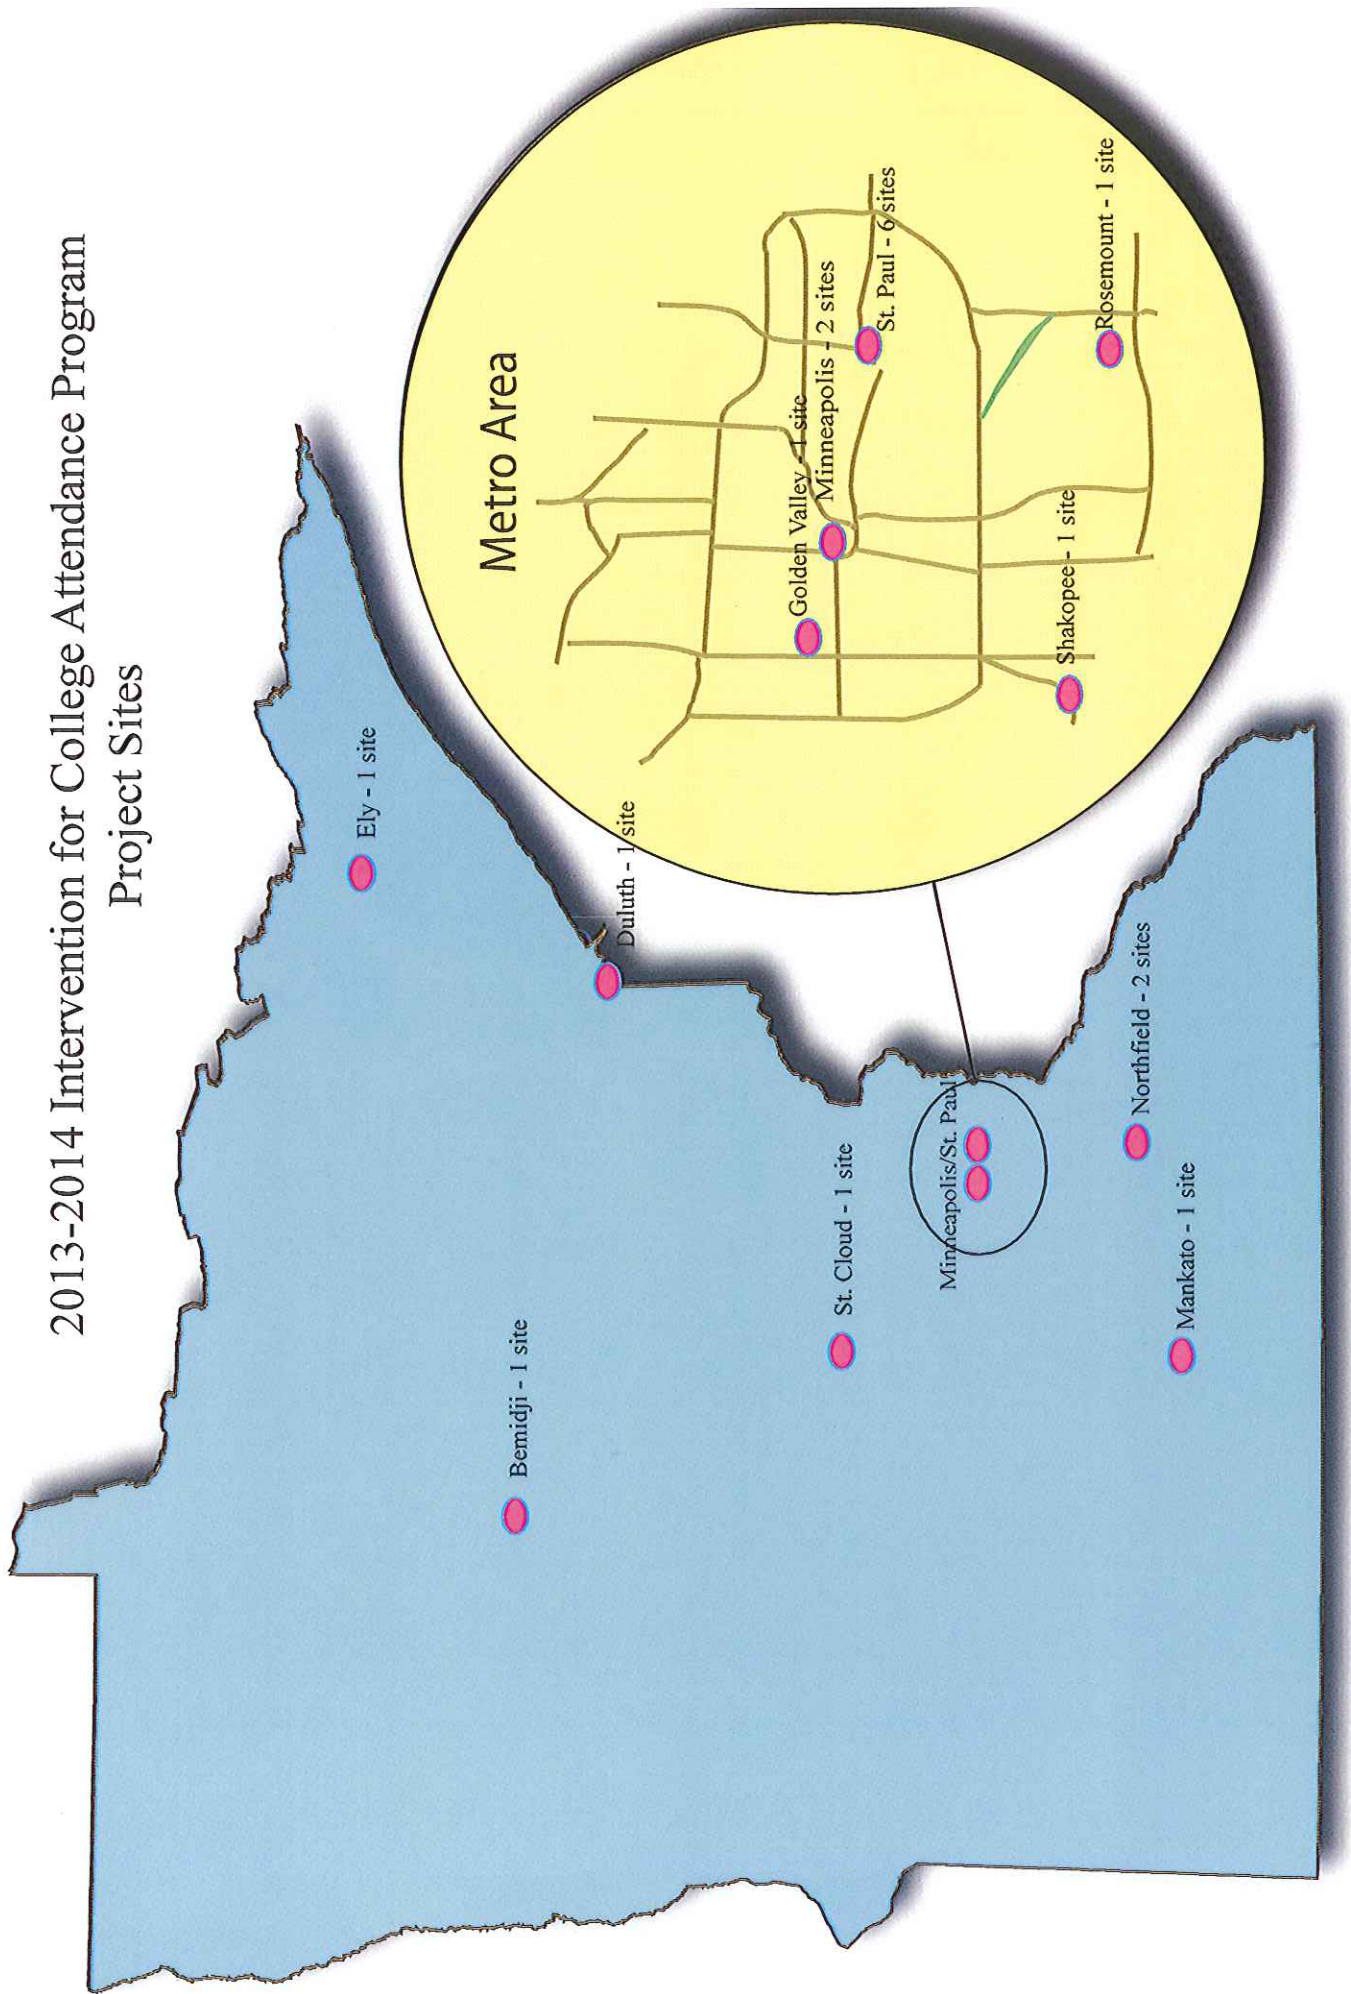 2013-2014 Intervention for College Attendance Program
Project Sites
Ely - 1 site
Bemidji - 1 site
Duluth - 1 site
St. Cloud - 1 site
Minneapolis/St. Paul
Northfield - 2 sites
Mankato - 1 site
Metro Area
Golden Valley - 1 site
Minneapolis - 2 sites
St. Paul - 6 sites
Shakopee - 1 site
Rosemount - 1 site